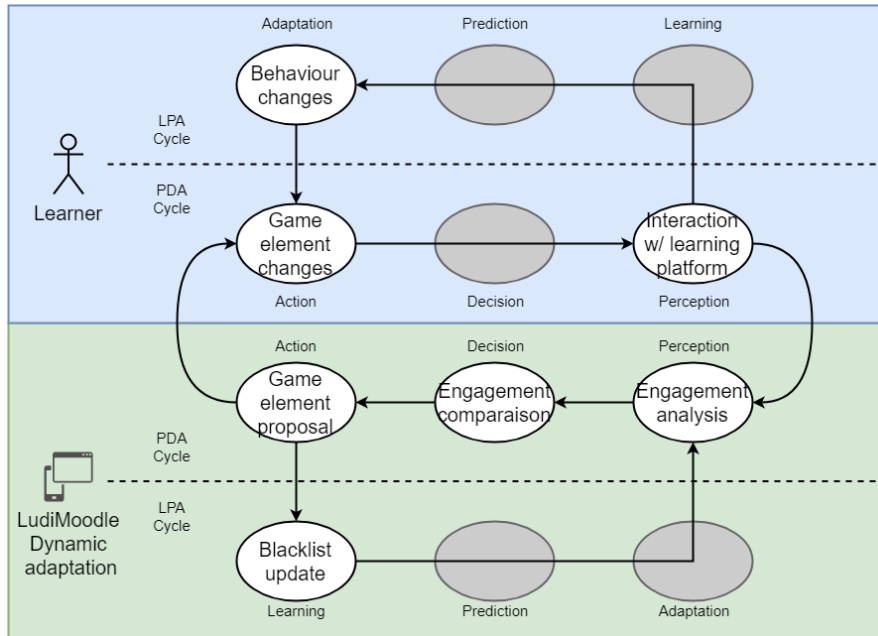 Adaptation
Prediction
Learning
Behaviour
changes
LPA
Cycle
Learner
PDA
Cycle
Game
element
changes
Interaction
w/ learning
platform
Action
Decision
Perception
Action
Decision
Perception
Game
element
proposal
Engagement
comparaison
Engagement
analysis
PDA
Cycle
LudiMoodle
Dynamic
adaptation
LPA
Cycle
Blacklist
update
Learning
Prediction
Adaptation